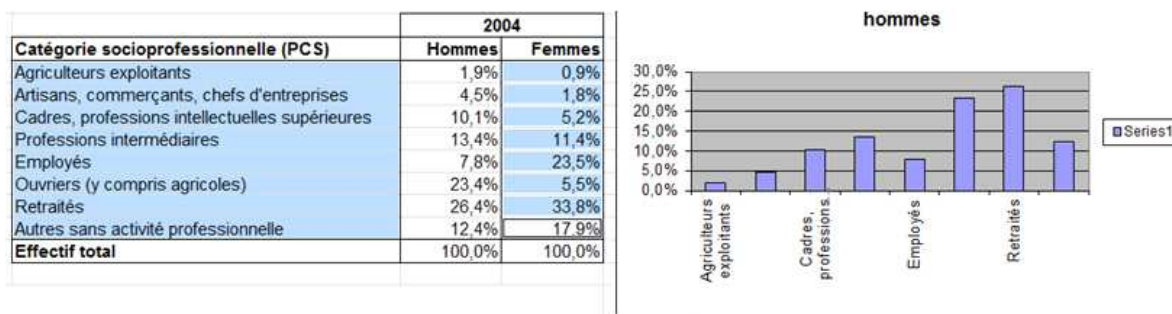 2004
Catégorie socioprofessionnelle (PCS) Hommes Femmes
Agriculteurs exploitants 1,9% 0,9%
Artisans, commerçants, chefs d'entreprises 4,5% 1,8%
Cadres, professions intellectuelles supérieures 10,1% 5,2%
Professions intermédiaires 13,4% 11,4%
Employés 7,8% 23,5%
Ouvriers (y compris agricoles) 23,4% 5,5%
Retraités 26,4% 33,8%
Autres sans activité professionnelle 12,4% 17,9%
Effectif total 100,0% 100,0%
hommes
30,0%
25,0%
20,0%
15,0%
10,0%
5,0%
0,0%
Agriculteurs
exploitants
Cadres,
professions.
Employés
Retraités
Series1